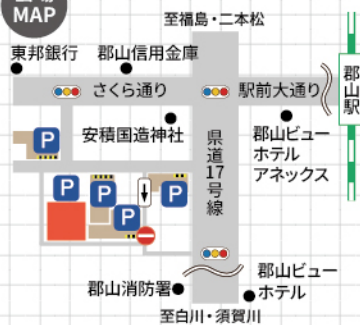 MAP
至福島・二本松
東邦銀行
郡山信用金庫
さくら通り
駅前大通り
郡山駅
安積国造神社
郡山ビュー
ホテル
アネックス
県道17号線
P
P
P
P
P
郡山消防署
郡山ビュー
ホテル
至白川・須賀川